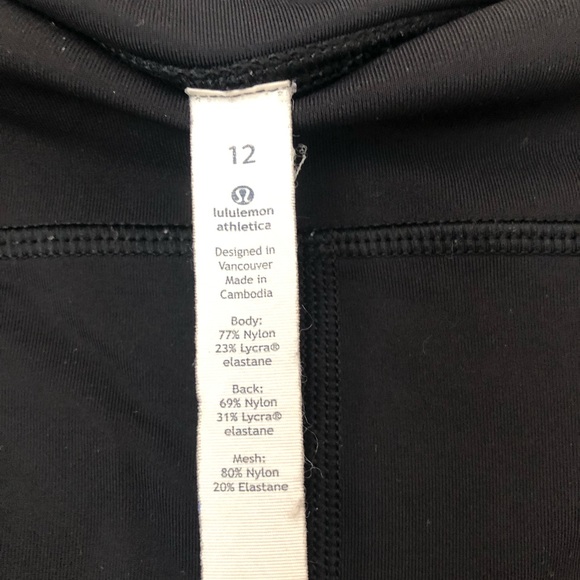 12
lululemon
athletica
Designed in
Vancouver
Made in
Cambodia
Body:
77% Nylon
23% Lycra®
elastane
Back:
69% Nylon
31% Lycra®
elastane
Mesh:
80% Nylon
20% Elastane